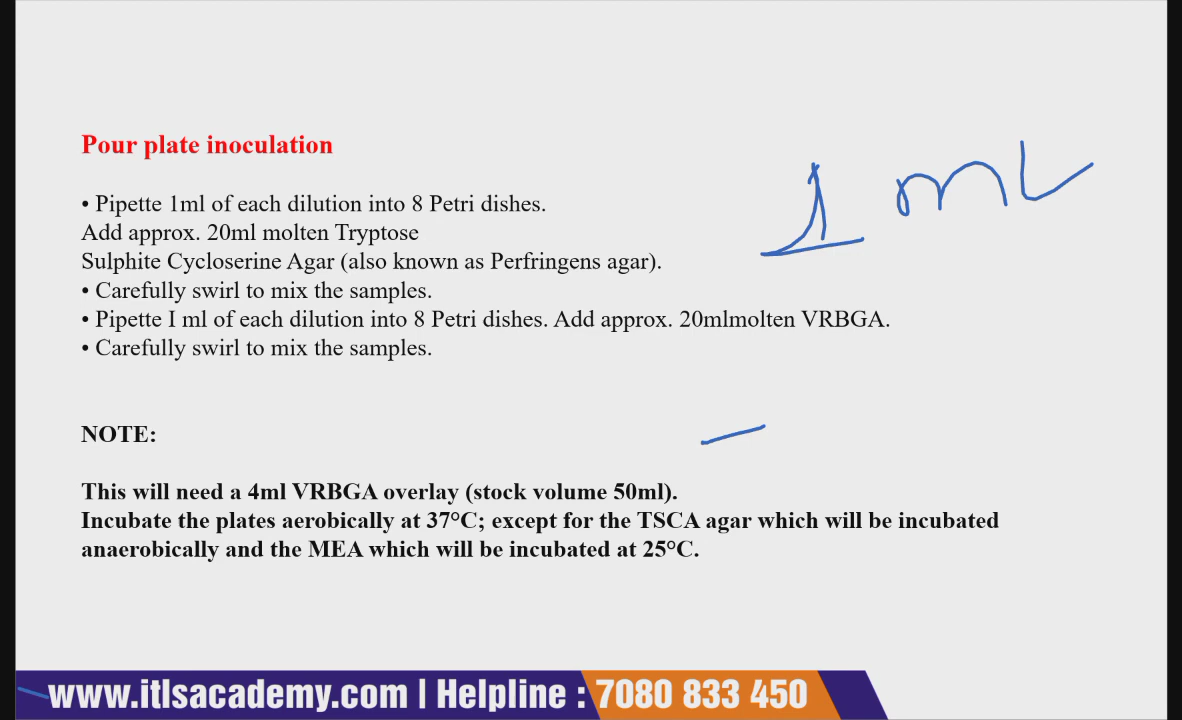 Pour plate inoculation
1 mL
• Pipette 1ml of each dilution into 8 Petri dishes.
Add approx. 20ml molten Tryptose
Sulphite Cycloserine Agar (also known as Perfringens agar).
• Carefully swirl to mix the samples.
• Pipette I ml of each dilution into 8 Petri dishes. Add approx. 20mlmolten VRBGA.
• Carefully swirl to mix the samples.
NOTE:
This will need a 4ml VRBGA overlay (stock volume 50ml).
Incubate the plates aerobically at 37°C; except for the TSCA agar which will be incubated
anaerobically and the MEA which will be incubated at 25°C.
www.itlsacademy.com | Helpline : 7080 833 450